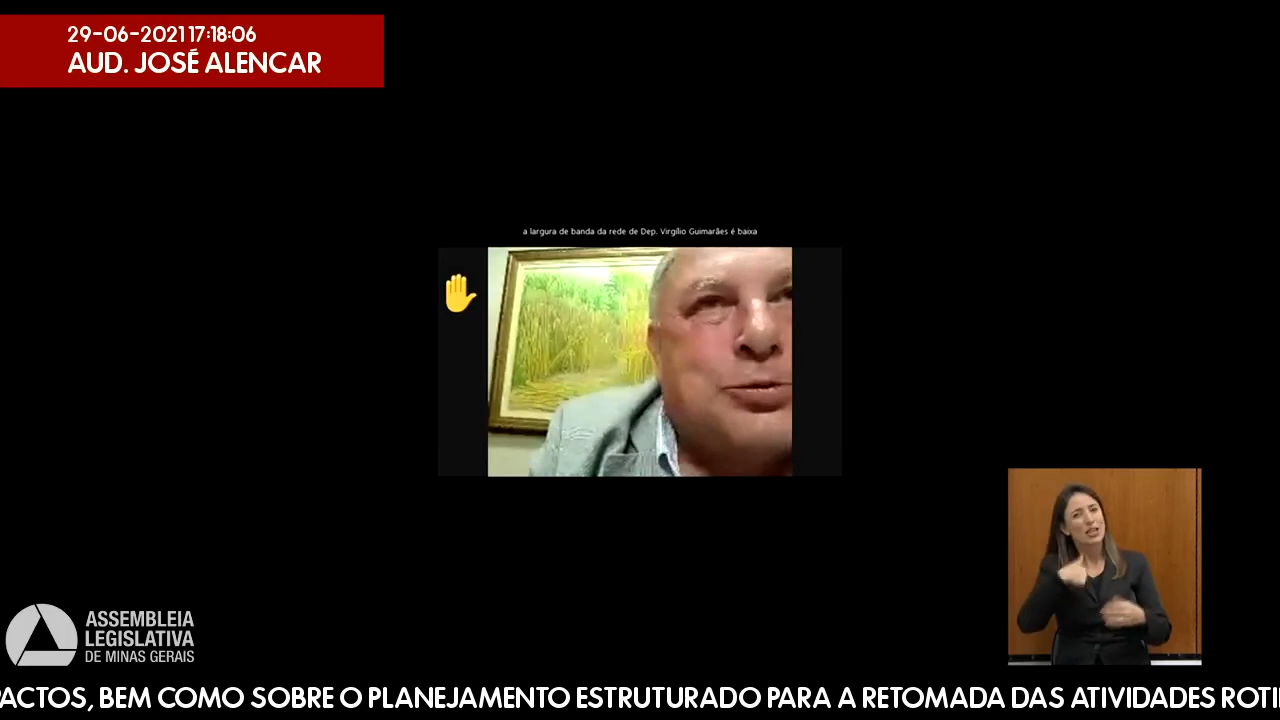 29-06-2021 17:18:06
AUD. JOSÉ ALENCAR
a largura de banda da rede de Dep. Virgílio Guimarães é baixa
ASSEMBLEIA
LEGISLATIVA
DE MINAS GERAIS
PACTOS, BEM COMO SOBRE O PLANEJAMENTO ESTRUTURADO PARA A RETOMADA DAS ATIVIDADES ROTI